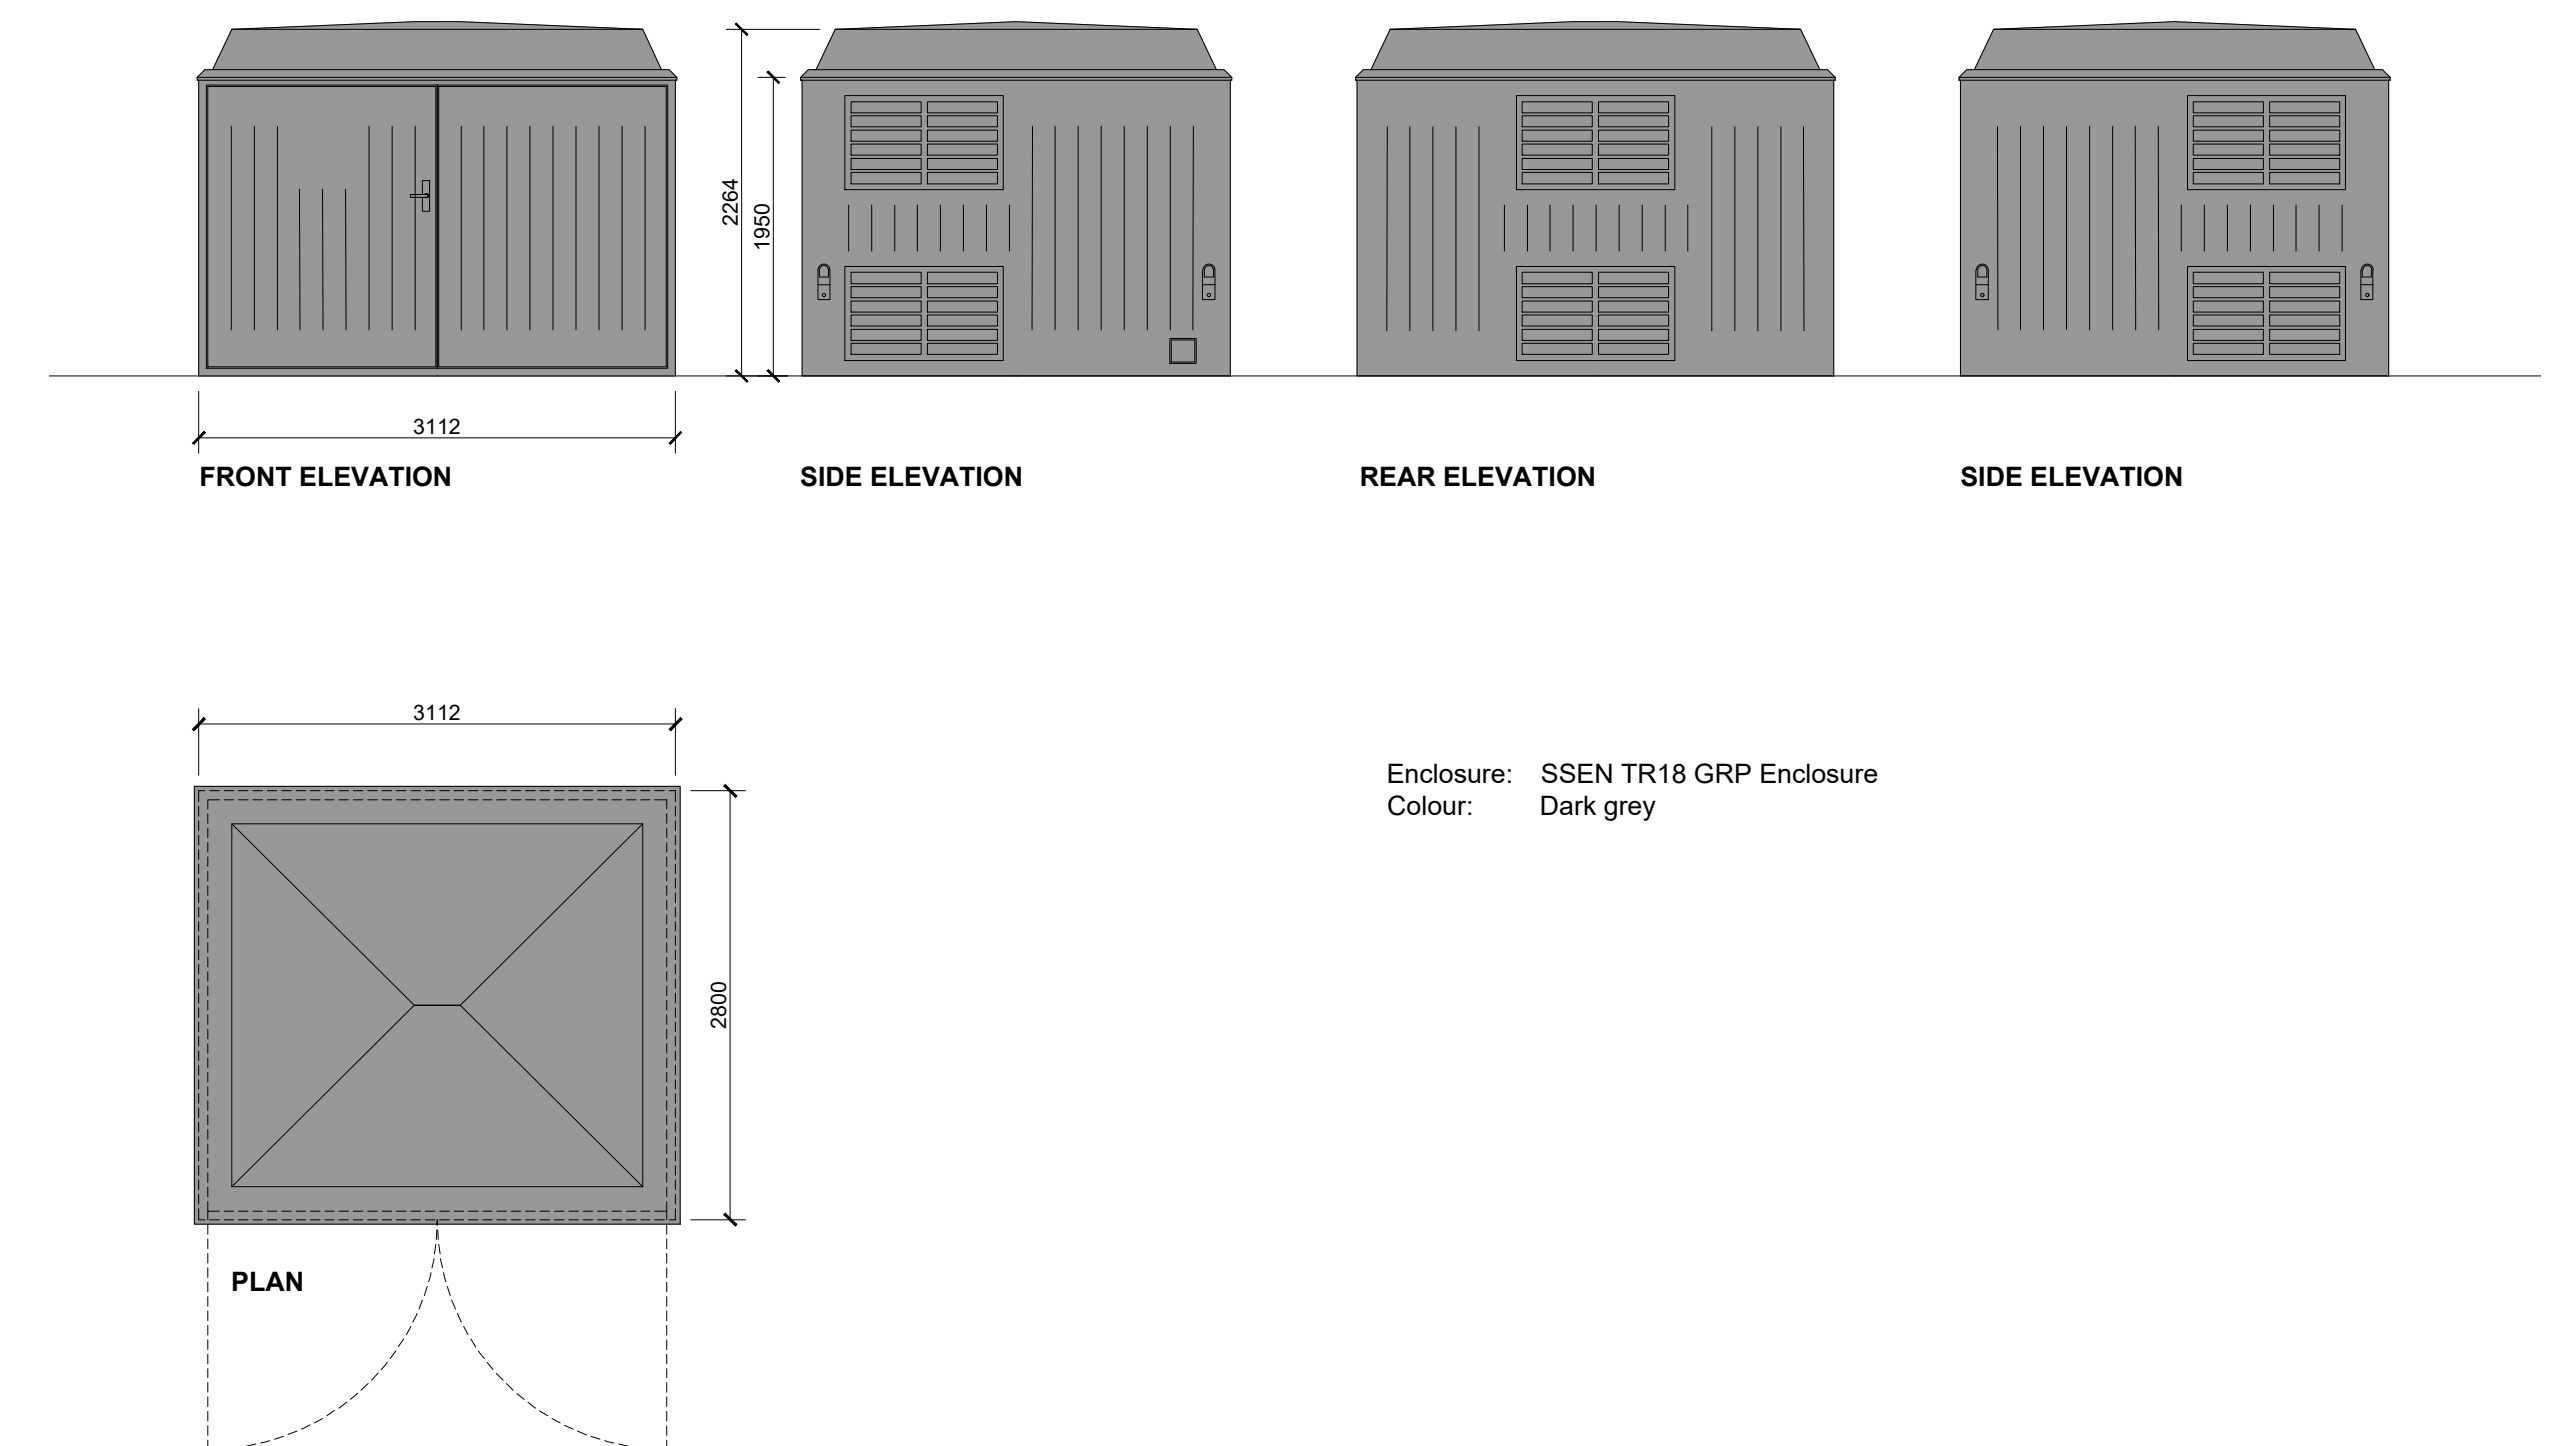 2264
1950
3112
FRONT ELEVATION
SIDE ELEVATION
REAR ELEVATION
SIDE ELEVATION
3112
2800
Enclosure: SSEN TR18 GRP Enclosure
Colour: Dark grey
PLAN